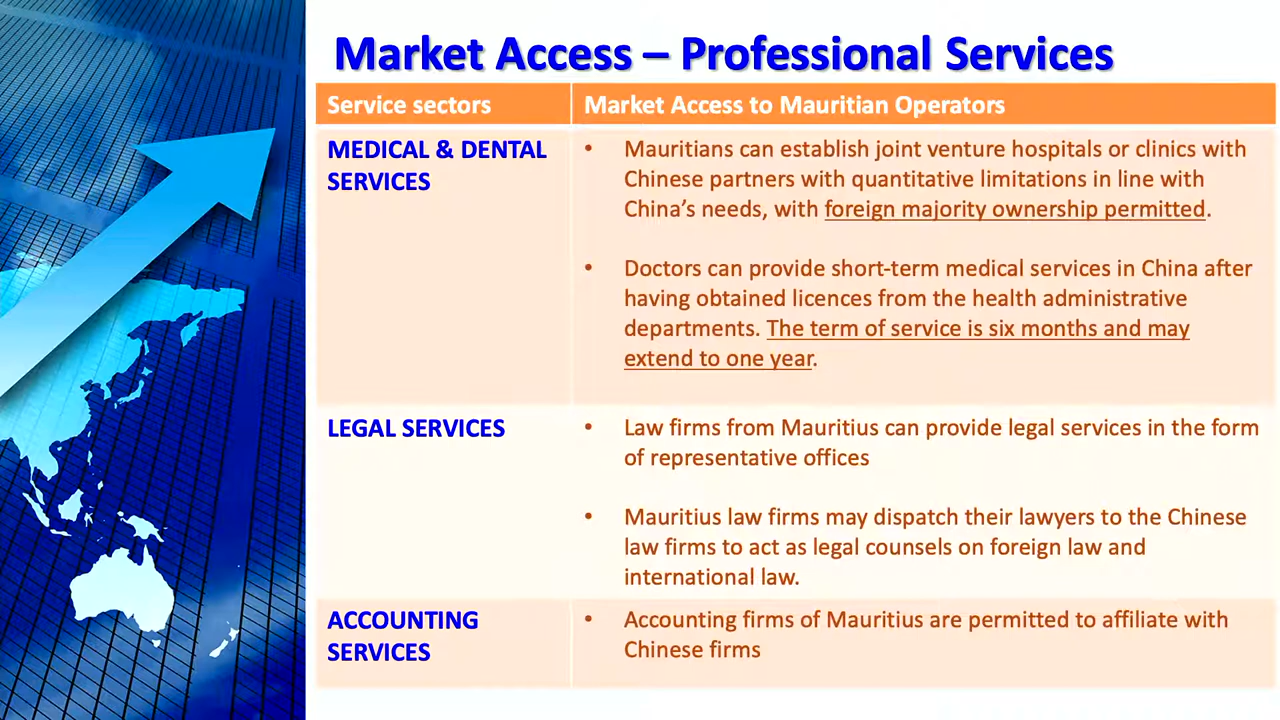 Market Access – Professional Services
Service sectors
Market Access to Mauritian Operators
MEDICAL & DENTAL
SERVICES
• Mauritians can establish joint venture hospitals or clinics with
Chinese partners with quantitative limitations in line with
China’s needs, with foreign majority ownership permitted.
• Doctors can provide short-term medical services in China after
having obtained licences from the health administrative
departments. The term of service is six months and may
extend to one year.
LEGAL SERVICES
• Law firms from Mauritius can provide legal services in the form
of representative offices
• Mauritius law firms may dispatch their lawyers to the Chinese
law firms to act as legal counsels on foreign law and
international law.
ACCOUNTING
SERVICES
• Accounting firms of Mauritius are permitted to affiliate with
Chinese firms